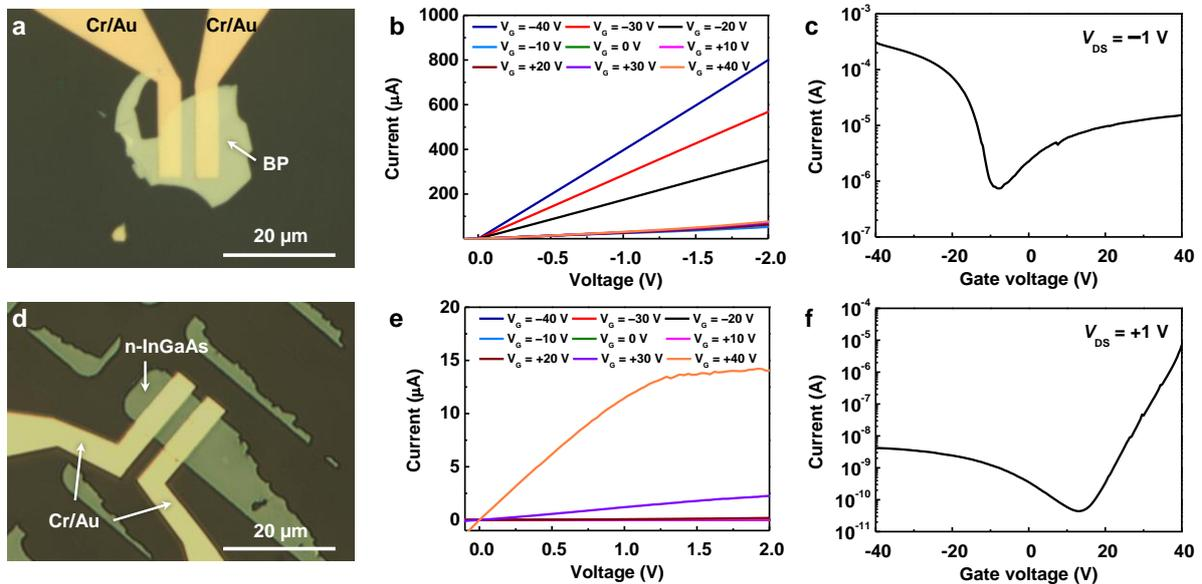 a
Cr/Au Cr/Au
BP
20 μm
b
1000
800
600
400
200
Current (μA)
V_G = –40 V V_G = –30 V V_G = –20 V
V_G = –10 V V_G = 0 V V_G = +10 V
V_G = +20 V V_G = +30 V V_G = +40 V
0.0 -0.5 -1.0 -1.5 -2.0
Voltage (V)
c
10^-3
10^-4
10^-5
10^-6
10^-7
Current (A)
V_DS = –1 V
-40 -20 0 20 40
Gate voltage (V)
d
n-InGaAs
Cr/Au
20 μm
e
20
15
10
5
0
Current (μA)
V_G = –40 V V_G = –30 V V_G = –20 V
V_G = –10 V V_G = 0 V V_G = +10 V
V_G = +20 V V_G = +30 V V_G = +40 V
0.0 0.5 1.0 1.5 2.0
Voltage (V)
f
10^-4
10^-5
10^-6
10^-7
10^-8
10^-9
10^-10
10^-11
Current (A)
V_DS = +1 V
-40 -20 0 20 40
Gate voltage (V)